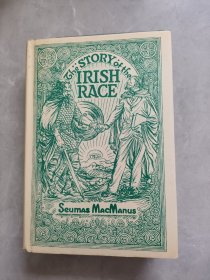 The STORY of the
IRISH
RACE
Seumas MacManus